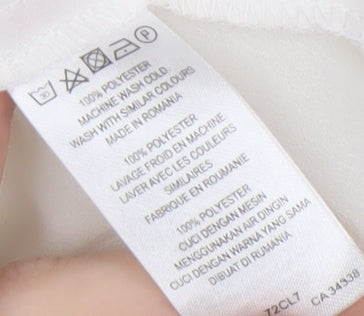 30 P
100% POLYESTER
MACHINE WASH COLD.
WASH WITH SIMILAR COLOURS
MADE IN ROMANIA
100% POLYESTER
LAVAGE FROID EN MACHINE
LAVER AVEC LES COULEURS
SIMILAIRES
FABRIQUE EN ROUMANIE
100% POLYESTER
CUCI DENGAN MESIN
MENGGUNAKAN AIR DINGIN
CUCI DENGAN WARNA YANG SAMA
DIBUAT DI RUMANIA
72CL7 CA 34338